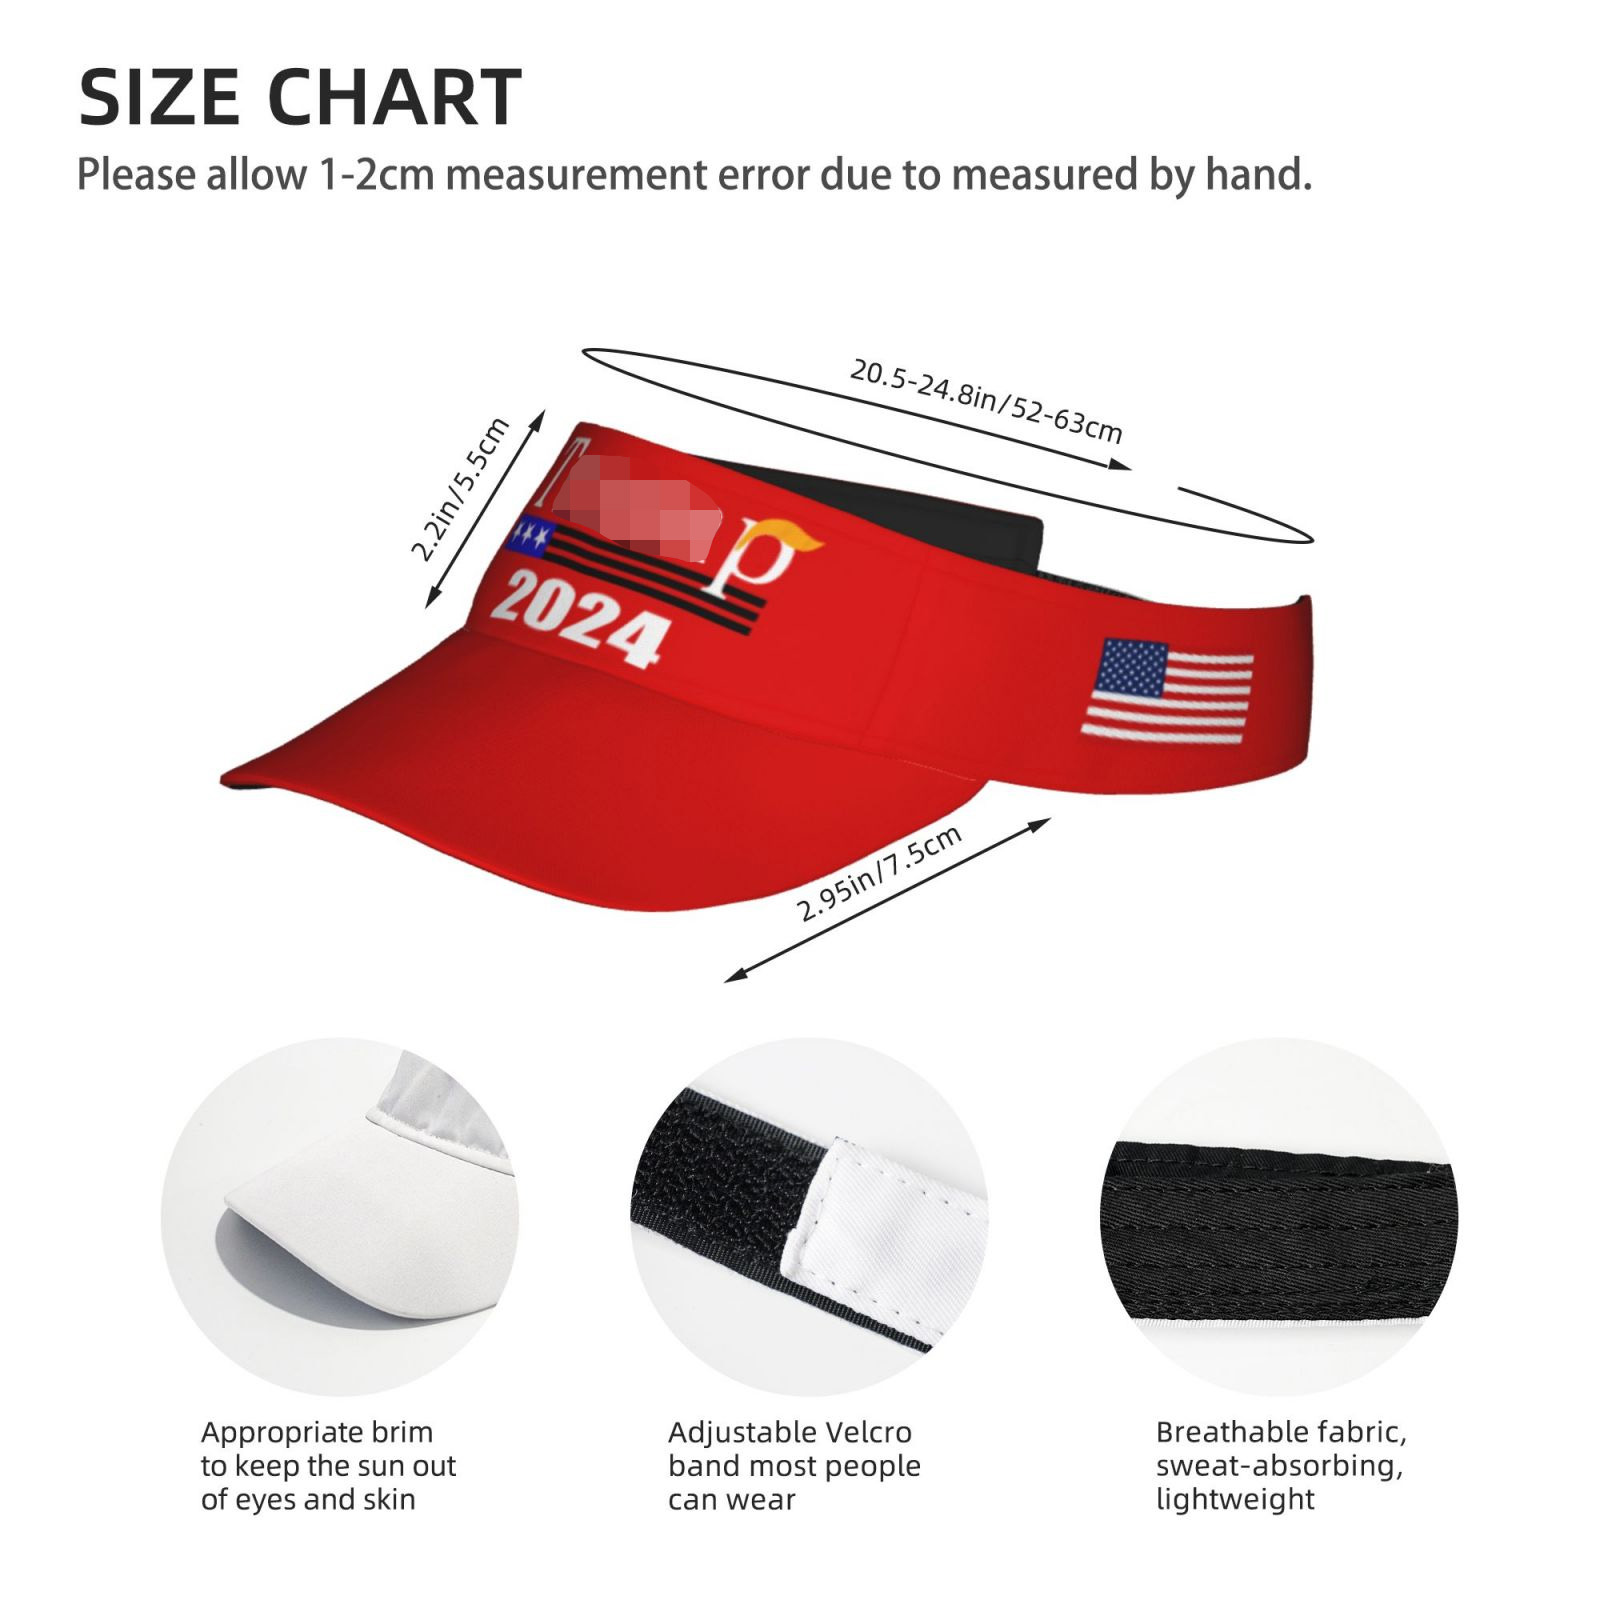 SIZE CHART
Please allow 1-2cm measurement error due to measured by hand.
20.5-24.8in/52-63cm
2.2in/5.5cm
2024
2.95in/7.5cm
Appropriate brim
to keep the sun out
of eyes and skin
Adjustable Velcro
band most people
can wear
Breathable fabric,
sweat-absorbing,
lightweight